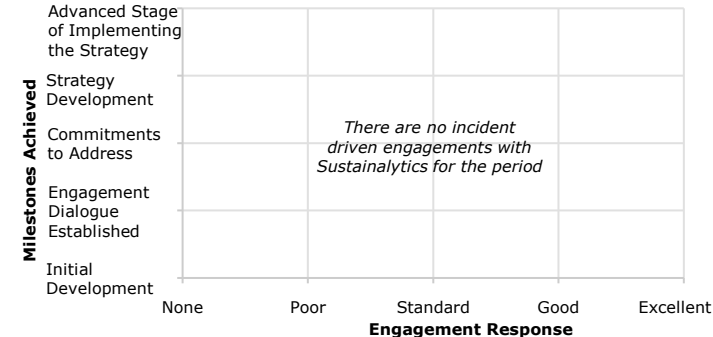 Advanced Stage
of Implementing
the Strategy
Strategy
Development
Commitments
to Address
Engagement
Dialogue
Established
Initial
Development
Milestones Achieved
There are no incident
driven engagements with
Sustainalytics for the period
None
Poor
Standard
Good
Excellent
Engagement Response